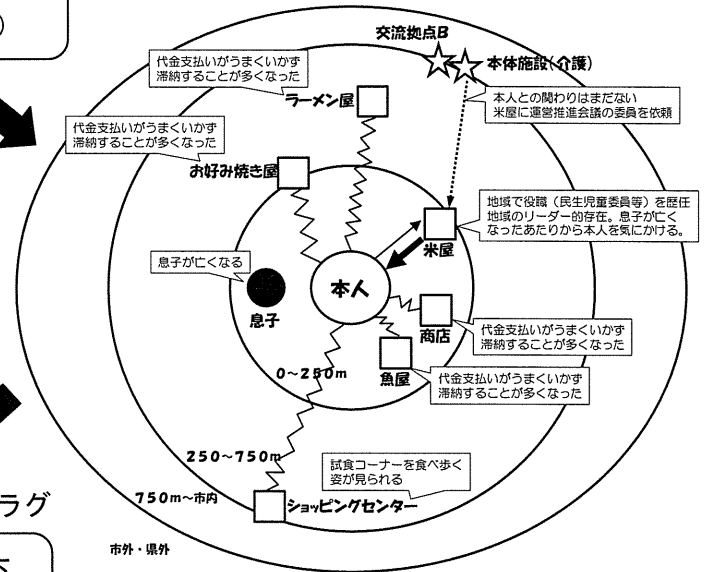 交流拠点B
本体施設(介護)
代金支払いがうまくいかず
滞納することが多くなった
ラーメン屋
本人との関わりはまだない
米屋に運営推進会議の委員を依頼
代金支払いがうまくいかず
滞納することが多くなった
お好み焼き屋
地域で役職（民生児童委員等）を歴任
地域のリーダー的存在。息子が亡く
なったあたりから本人を気にかける。
米屋
息子が亡くなる
本人
息子
商店
代金支払いがうまくいかず
滞納することが多くなった
魚屋
代金支払いがうまくいかず
滞納することが多くなった
0～250m
250～750m
試食コーナーを食べ歩く
姿が見られる
750m～市内
ショッピングセンター
ラグ
市外・県外